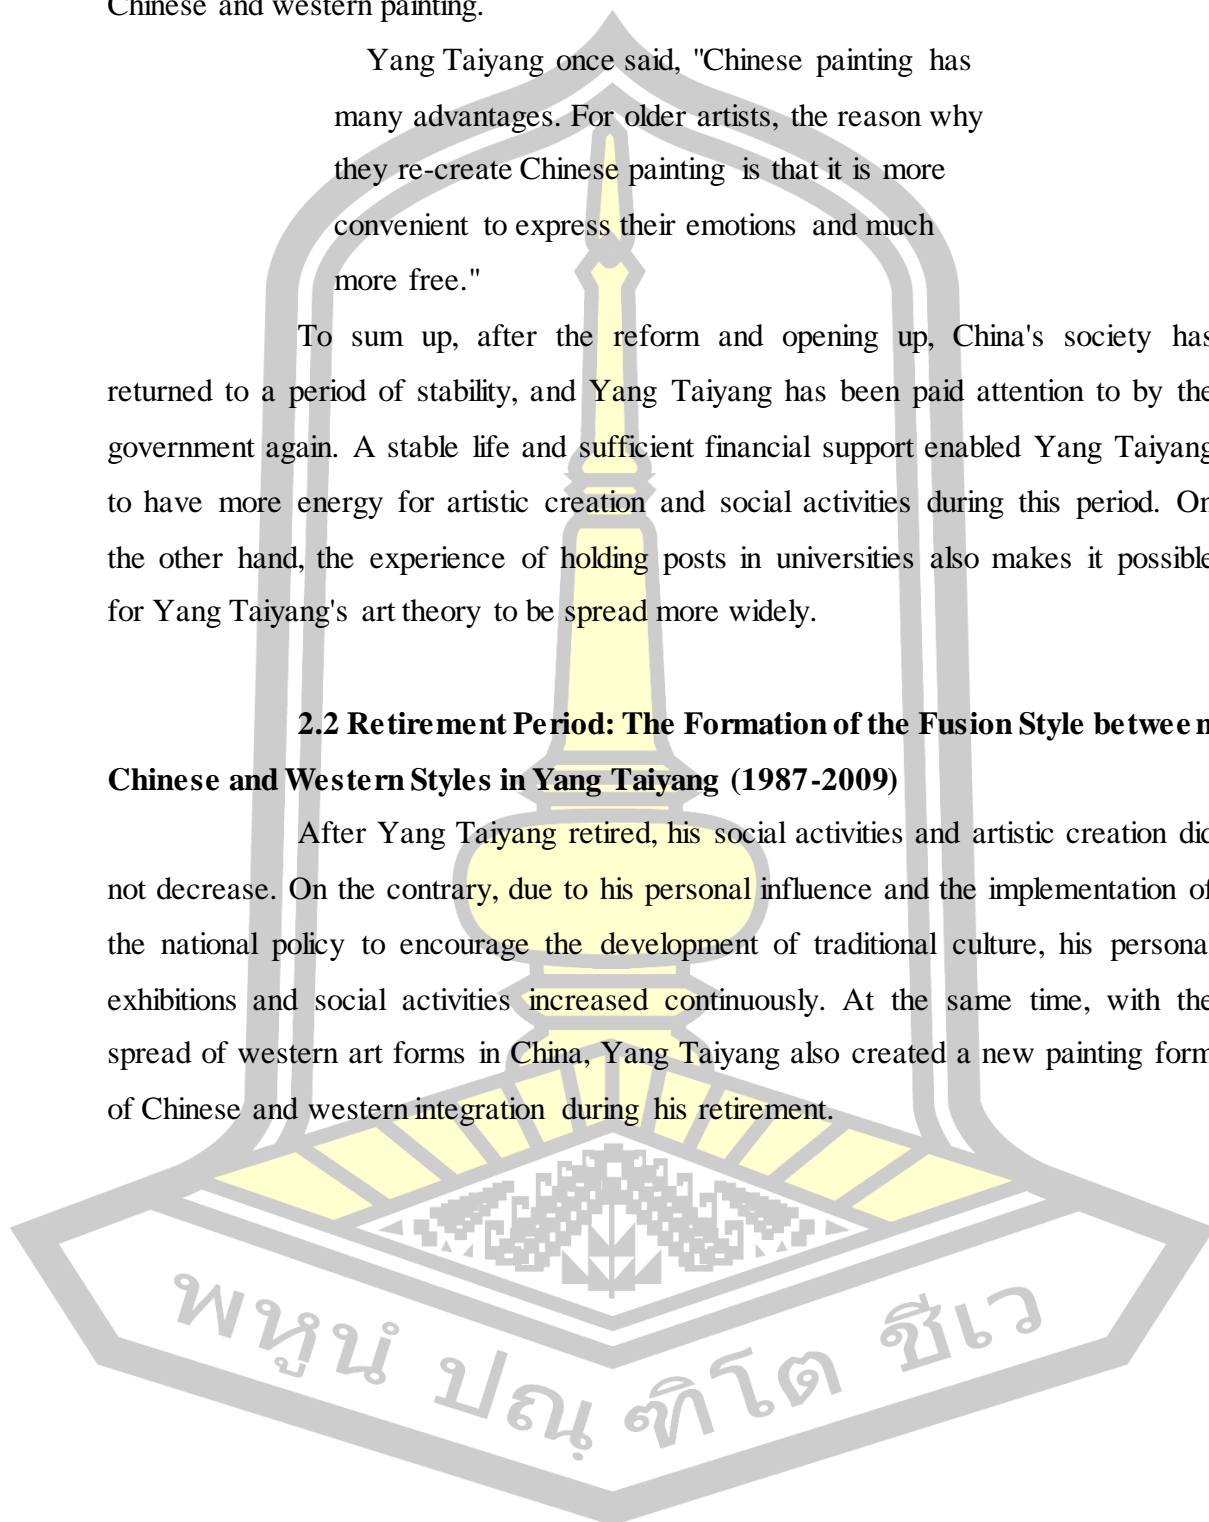 Chinese and western painting.
Yang Taiyang once said, "Chinese painting has
many advantages. For older artists, the reason why
they re-create Chinese painting is that it is more
convenient to express their emotions and much
more free."
To sum up, after the reform and opening up, China's society has
returned to a period of stability, and Yang Taiyang has been paid attention to by the
government again. A stable life and sufficient financial support enabled Yang Taiyang
to have more energy for artistic creation and social activities during this period. On
the other hand, the experience of holding posts in universities also makes it possible
for Yang Taiyang's art theory to be spread more widely.
2.2 Retirement Period: The Formation of the Fusion Style between
Chinese and Western Styles in Yang Taiyang (1987-2009)
After Yang Taiyang retired, his social activities and artistic creation did
not decrease. On the contrary, due to his personal influence and the implementation of
the national policy to encourage the development of traditional culture, his personal
exhibitions and social activities increased continuously. At the same time, with the
spread of western art forms in China, Yang Taiyang also created a new painting form
of Chinese and western integration during his retirement.
พหูนํ ปณฺฑิโต ชีเว